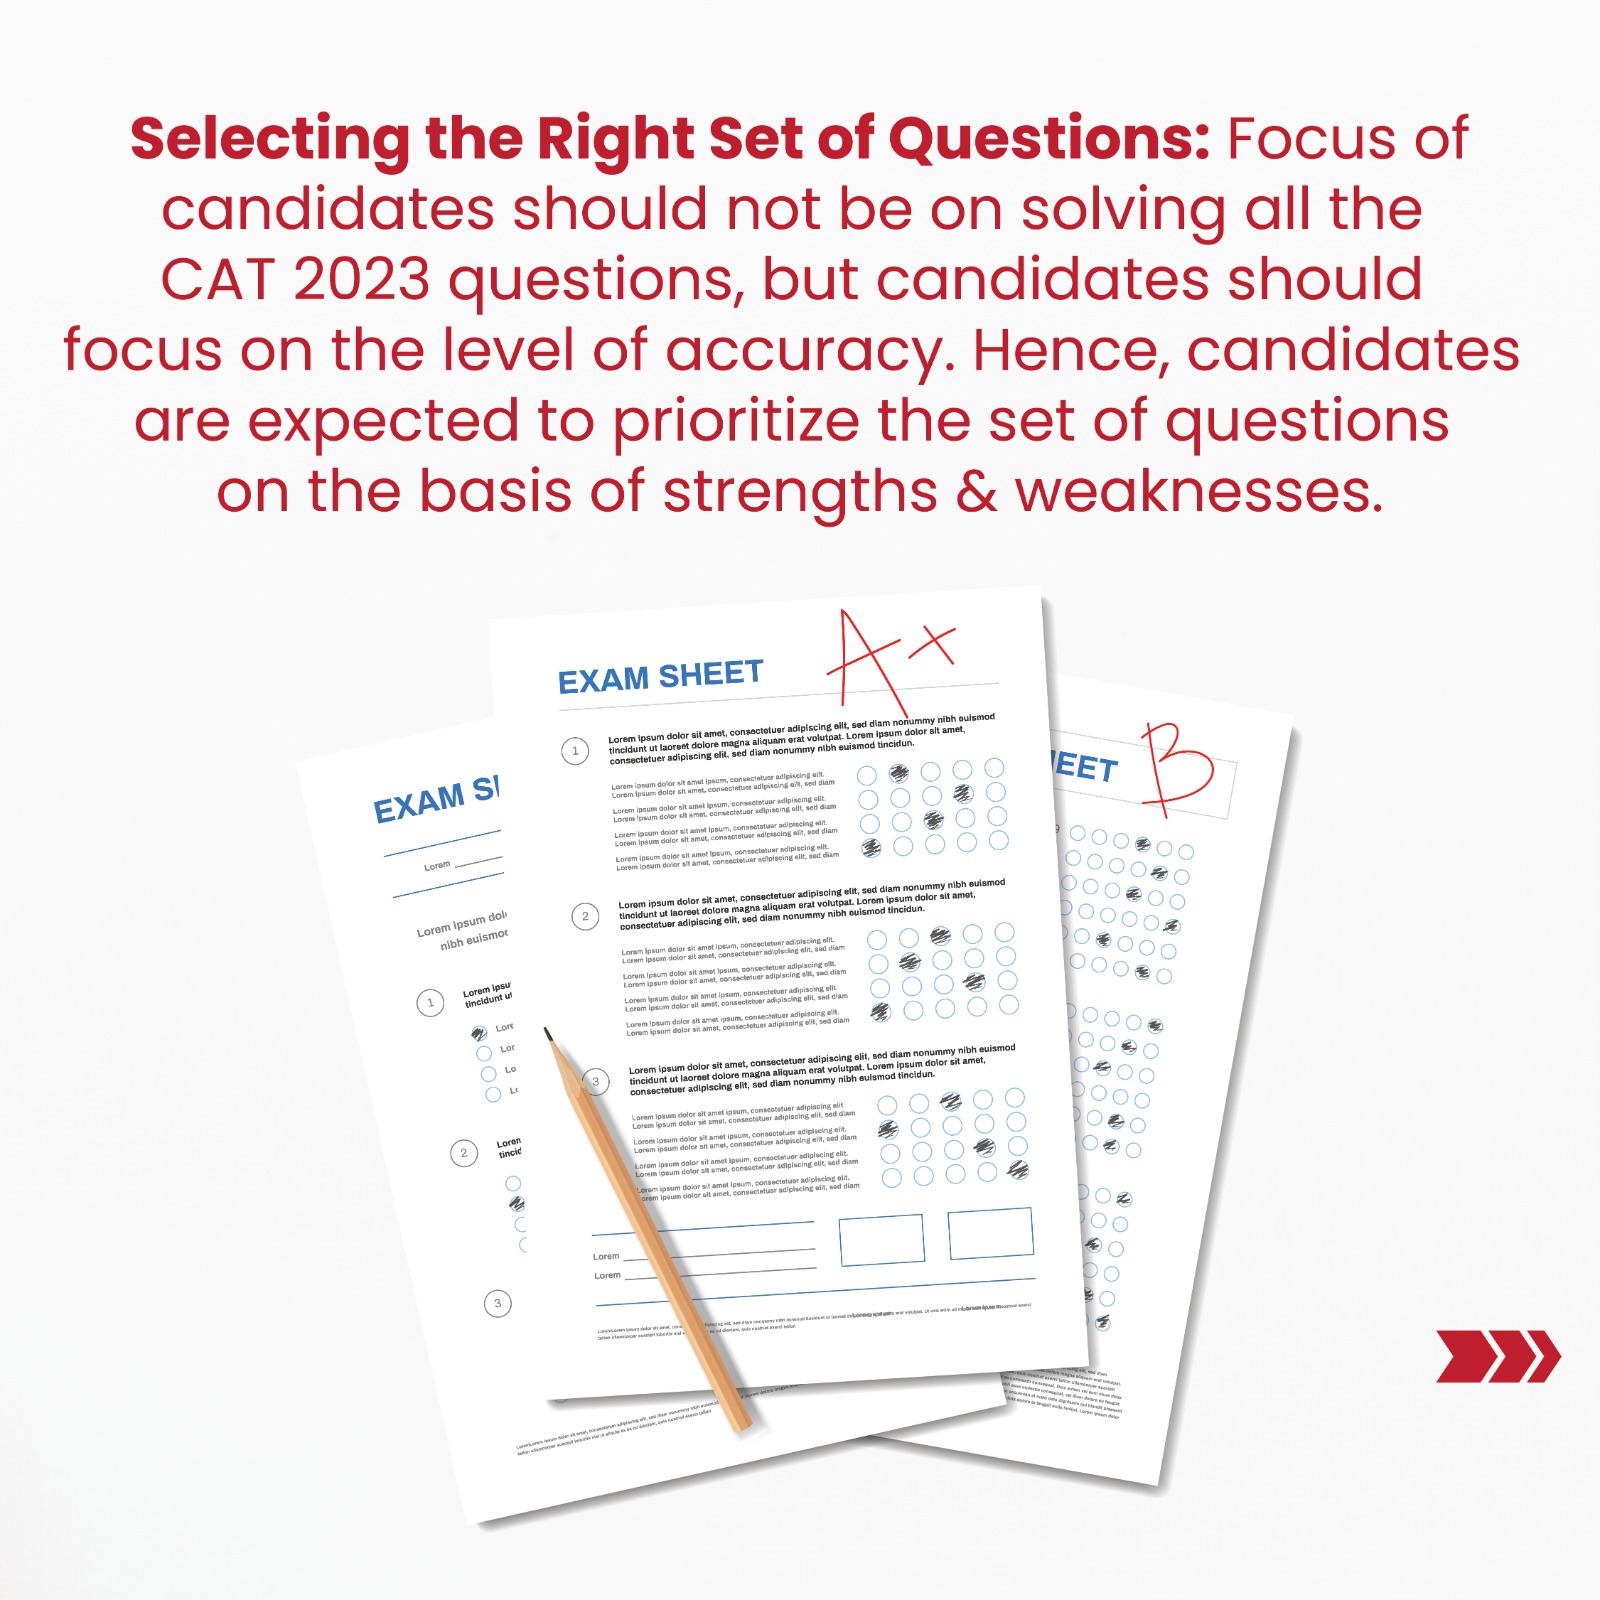 Selecting the Right Set of Questions: Focus of
candidates should not be on solving all the
CAT 2023 questions, but candidates should
focus on the level of accuracy. Hence, candidates
are expected to prioritize the set of questions
on the basis of strengths & weaknesses.
EXAM SHEET
A+
1
Lorem ipsum dolor sit amet, consectetuer adipiscing elit, sed diam nonummy nibh euismod
tincidunt ut laoreet dolore magna aliquam erat volutpat. Lorem ipsum dolor sit amet,
consectetuer adipiscing elit, sed diam nonummy nibh euismod tincidun.
Lorem ipsum dolor sit amet ipsum, consectetuer adipiscing elit.
Lorem ipsum dolor sit amet, consectetuer adipiscing elit, sed diam
Lorem ipsum dolor sit amet ipsum, consectetuer adipiscing elit.
Lorem ipsum dolor sit amet, consectetuer adipiscing elit, sed diam
Lorem ipsum dolor sit amet ipsum, consectetuer adipiscing elit.
Lorem ipsum dolor sit amet, consectetuer adipiscing elit, sed diam
Lorem ipsum dolor sit amet ipsum, consectetuer adipiscing elit.
Lorem ipsum dolor sit amet, consectetuer adipiscing elit, sed diam
2
Lorem ipsum dolor sit amet, consectetuer adipiscing elit, sed diam nonummy nibh euismod
tincidunt ut laoreet dolore magna aliquam erat volutpat. Lorem ipsum dolor sit amet,
consectetuer adipiscing elit, sed diam nonummy nibh euismod tincidun.
Lorem ipsum dolor sit amet ipsum, consectetuer adipiscing elit.
Lorem ipsum dolor sit amet, consectetuer adipiscing elit, sed diam
Lorem ipsum dolor sit amet ipsum, consectetuer adipiscing elit.
Lorem ipsum dolor sit amet, consectetuer adipiscing elit, sed diam
Lorem ipsum dolor sit amet ipsum, consectetuer adipiscing elit.
Lorem ipsum dolor sit amet, consectetuer adipiscing elit, sed diam
Lorem ipsum dolor sit amet ipsum, consectetuer adipiscing elit.
Lorem ipsum dolor sit amet, consectetuer adipiscing elit, sed diam
3
Lorem ipsum dolor sit amet, consectetuer adipiscing elit, sed diam nonummy nibh euismod
tincidunt ut laoreet dolore magna aliquam erat volutpat. Lorem ipsum dolor sit amet,
consectetuer adipiscing elit, sed diam nonummy nibh euismod tincidun.
Lorem ipsum dolor sit amet ipsum, consectetuer adipiscing elit.
Lorem ipsum dolor sit amet, consectetuer adipiscing elit, sed diam
Lorem ipsum dolor sit amet ipsum, consectetuer adipiscing elit.
Lorem ipsum dolor sit amet, consectetuer adipiscing elit, sed diam
Lorem ipsum dolor sit amet ipsum, consectetuer adipiscing elit.
Lorem ipsum dolor sit amet, consectetuer adipiscing elit, sed diam
Lorem ipsum dolor sit amet ipsum, consectetuer adipiscing elit.
ipsum dolor sit amet, consectetuer adipiscing elit, sed diam
Lorem
Lorem
EXAM
Lorem
Lorem ipsum
nibh
1
Lorem
tincidunt ut
2
Lorem
3
B